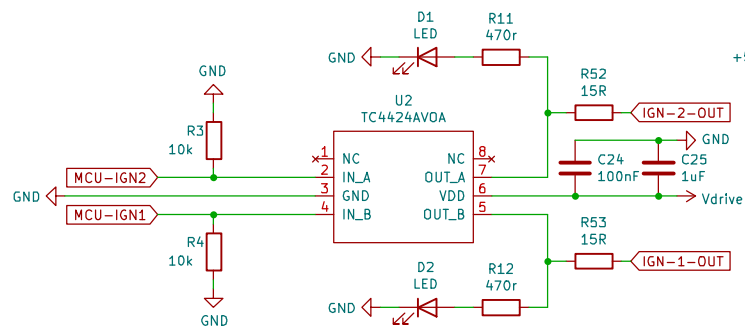 D1
LED
R11
470r
GND
+
GND
R52
15R
IGN-2-OUT
U2
TC4424AVOA
R3
10k
GND
C24
100nF
C25
1uF
MCU-IGN2
1
NC
NC
8
2
IN_A
OUT_A
7
GND
3
GND
VDD
6
Vdrive
MCU-IGN1
4
IN_B
OUT_B
5
R4
10k
R53
15R
IGN-1-OUT
D2
LED
R12
470r
GND
GND